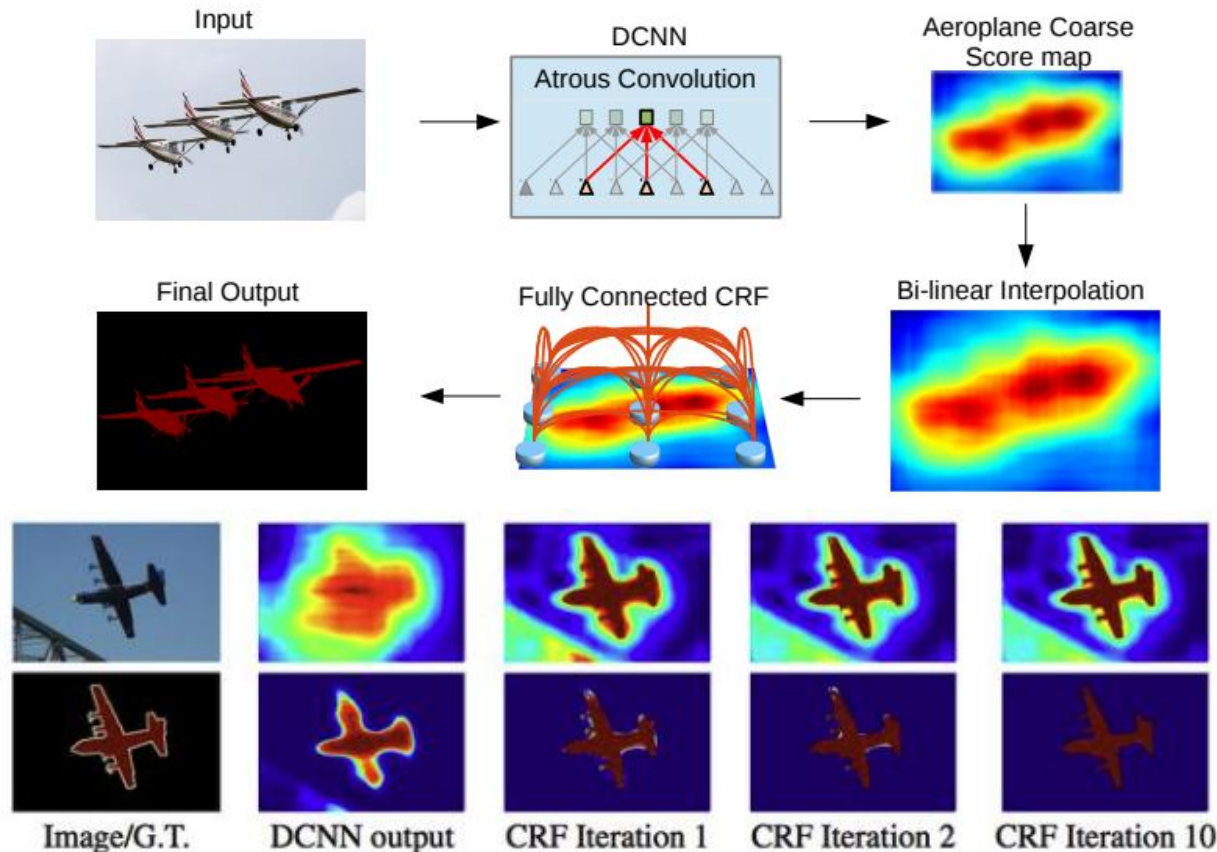 Input
DCNN
Aeroplane Coarse
Score map
Atrous Convolution
Final Output
Fully Connected CRF
Bi-linear Interpolation
Image/G.T.
DCNN output
CRF Iteration 1
CRF Iteration 2
CRF Iteration 10